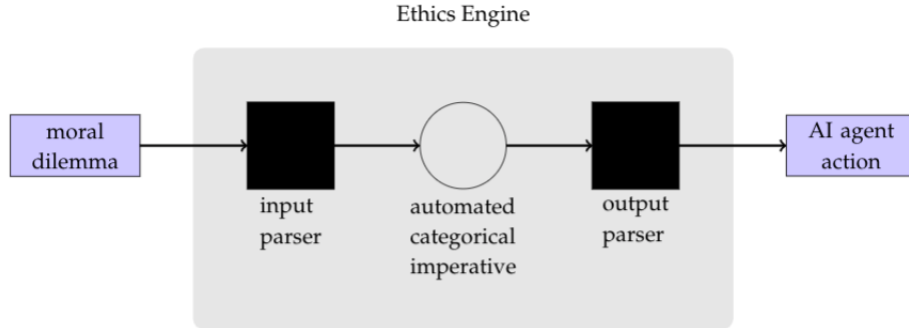 Ethics Engine
moral
dilemma
input
parser
automated
categorical
imperative
output
parser
AI agent
action